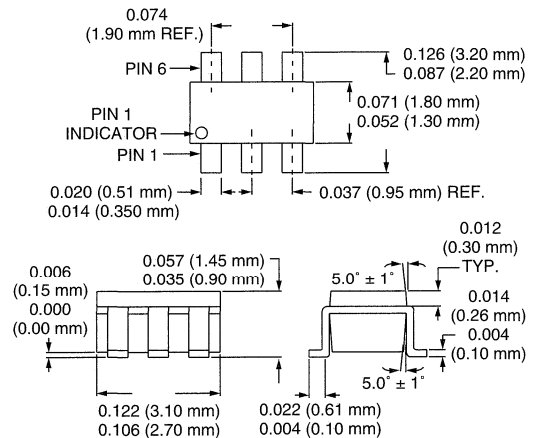 0.074
(1.90 mm REF.)
PIN 6
0.126 (3.20 mm)
0.087 (2.20 mm)
0.071 (1.80 mm)
0.052 (1.30 mm)
PIN 1
INDICATOR
PIN 1
0.020 (0.51 mm)
0.014 (0.350 mm)
0.037 (0.95 mm) REF.
0.012
(0.30 mm)
TYP.
0.057 (1.45 mm)
0.035 (0.90 mm)
5.0° ± 1°
0.006
(0.15 mm)
0.000
(0.00 mm)
0.014
(0.26 mm)
0.004
(0.10 mm)
5.0° ± 1°
0.122 (3.10 mm)
0.106 (2.70 mm)
0.022 (0.61 mm)
0.004 (0.10 mm)